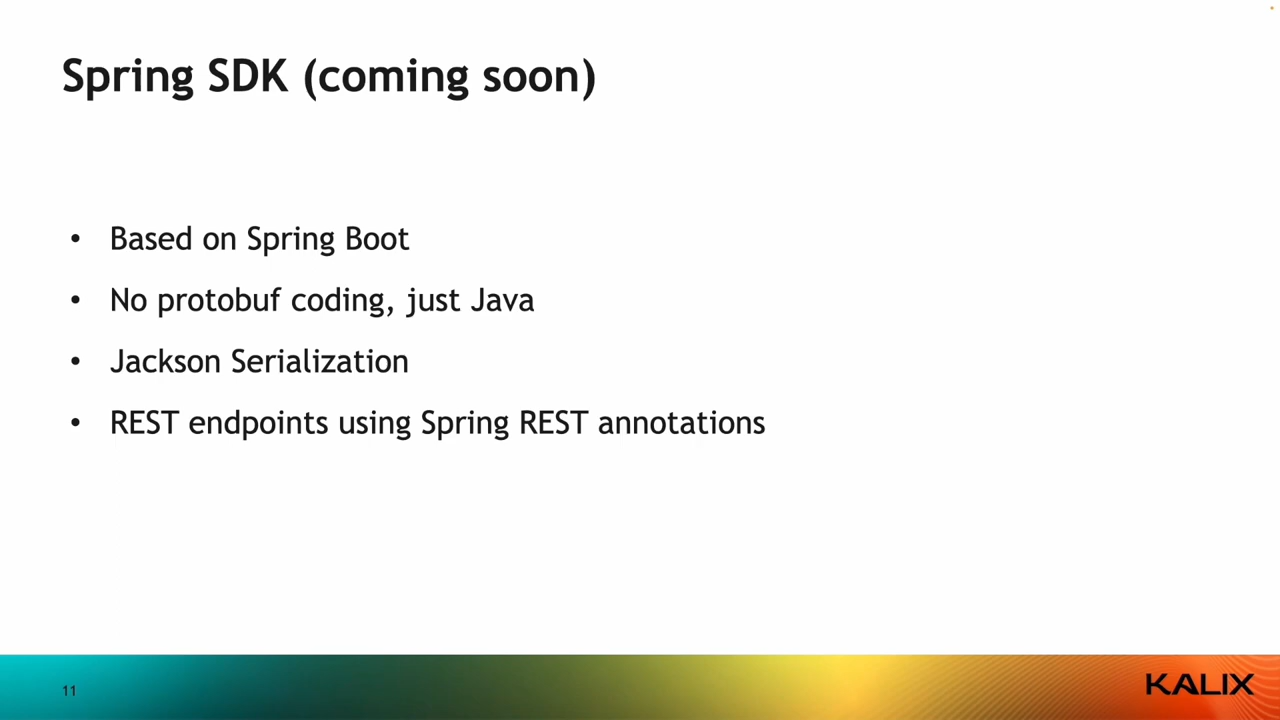 Spring SDK (coming soon)
• Based on Spring Boot
• No protobuf coding, just Java
• Jackson Serialization
• REST endpoints using Spring REST annotations
11
KALIX